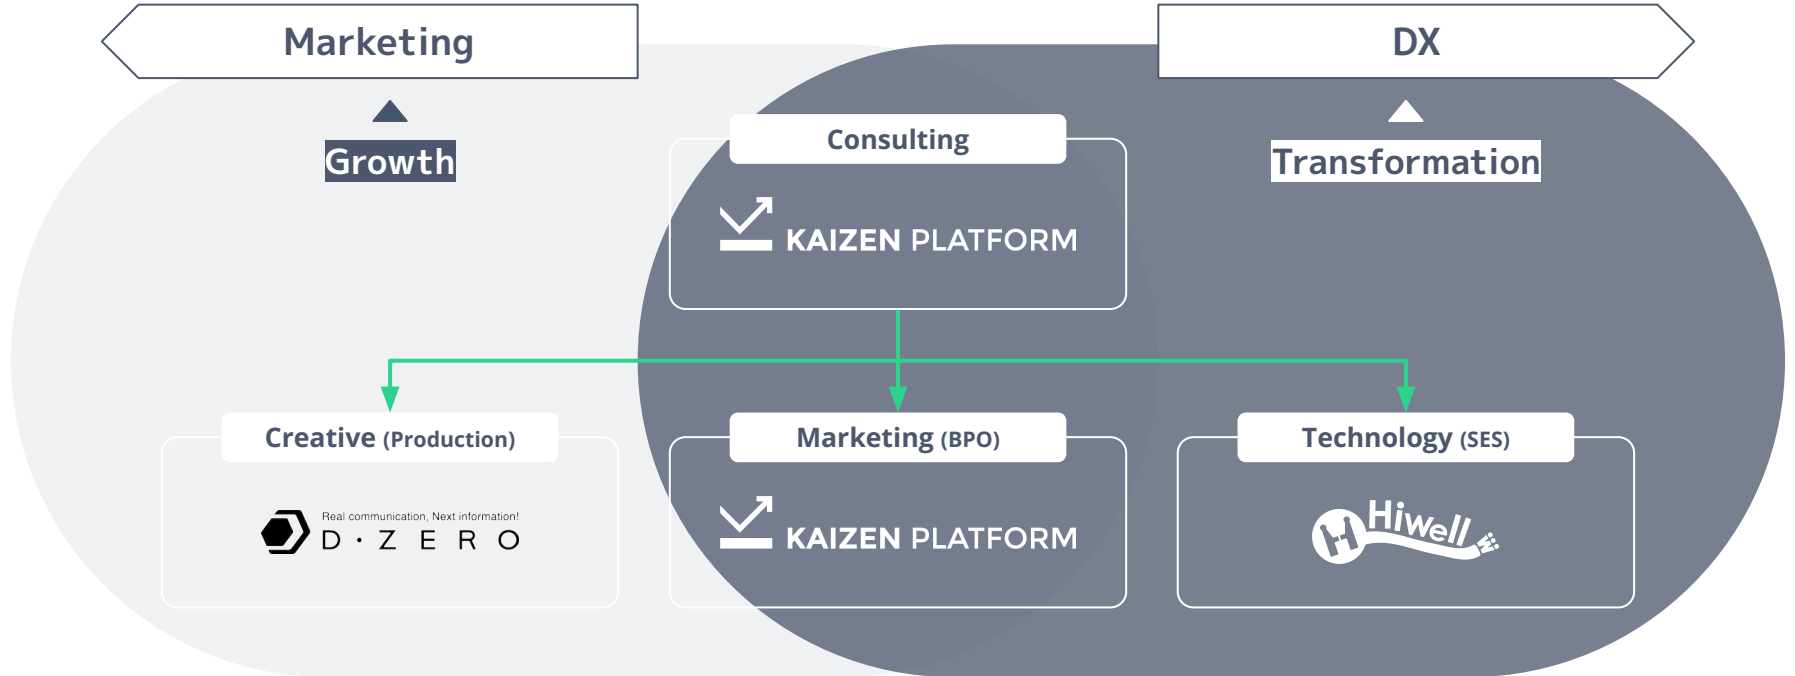 Marketing
DX
Growth
Transformation
Consulting
KAIZEN PLATFORM
Creative (Production)
Marketing (BPO)
Technology (SES)
Real communication, Next information!
D・ZERO
KAIZEN PLATFORM
H Hiwell